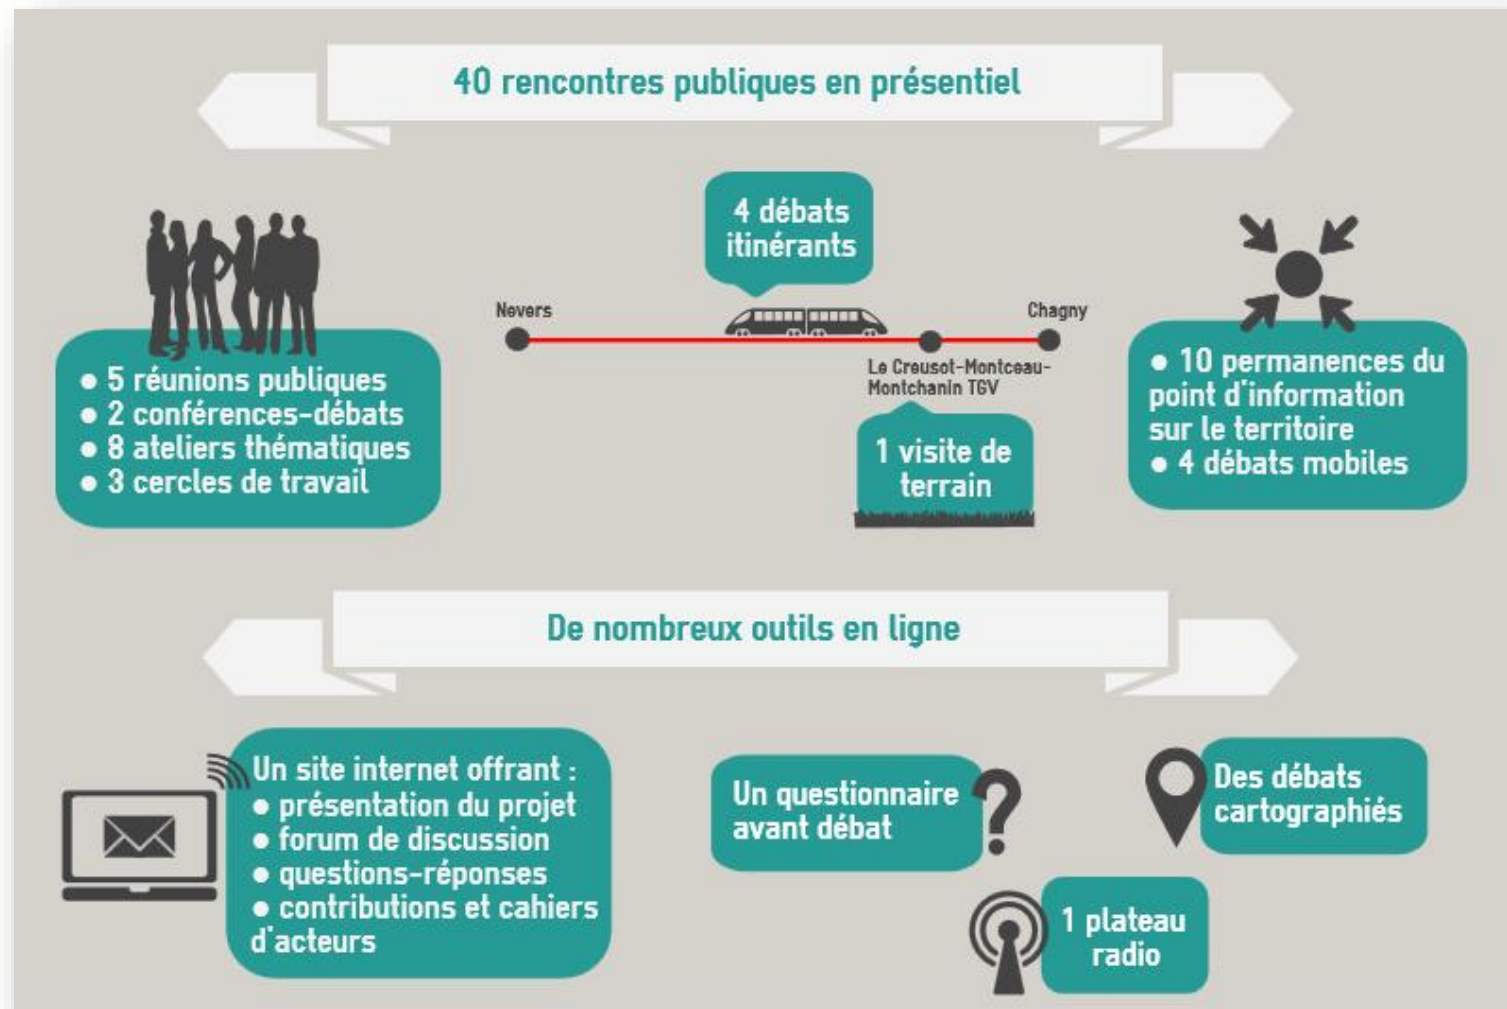 40 rencontres publiques en présentiel
4 débats
itinérants
Nevers
Chagny
Le Creusot-Montceau-
Montchanin TGV
1 visite de
terrain
● 5 réunions publiques
● 2 conférences-débats
● 8 ateliers thématiques
● 3 cercles de travail
● 10 permanences du
point d'information
sur le territoire
● 4 débats mobiles
De nombreux outils en ligne
Un site internet offrant :
● présentation du projet
● forum de discussion
● questions-réponses
● contributions et cahiers
d'acteurs
Un questionnaire
avant débat
Des débats
cartographiés
1 plateau
radio